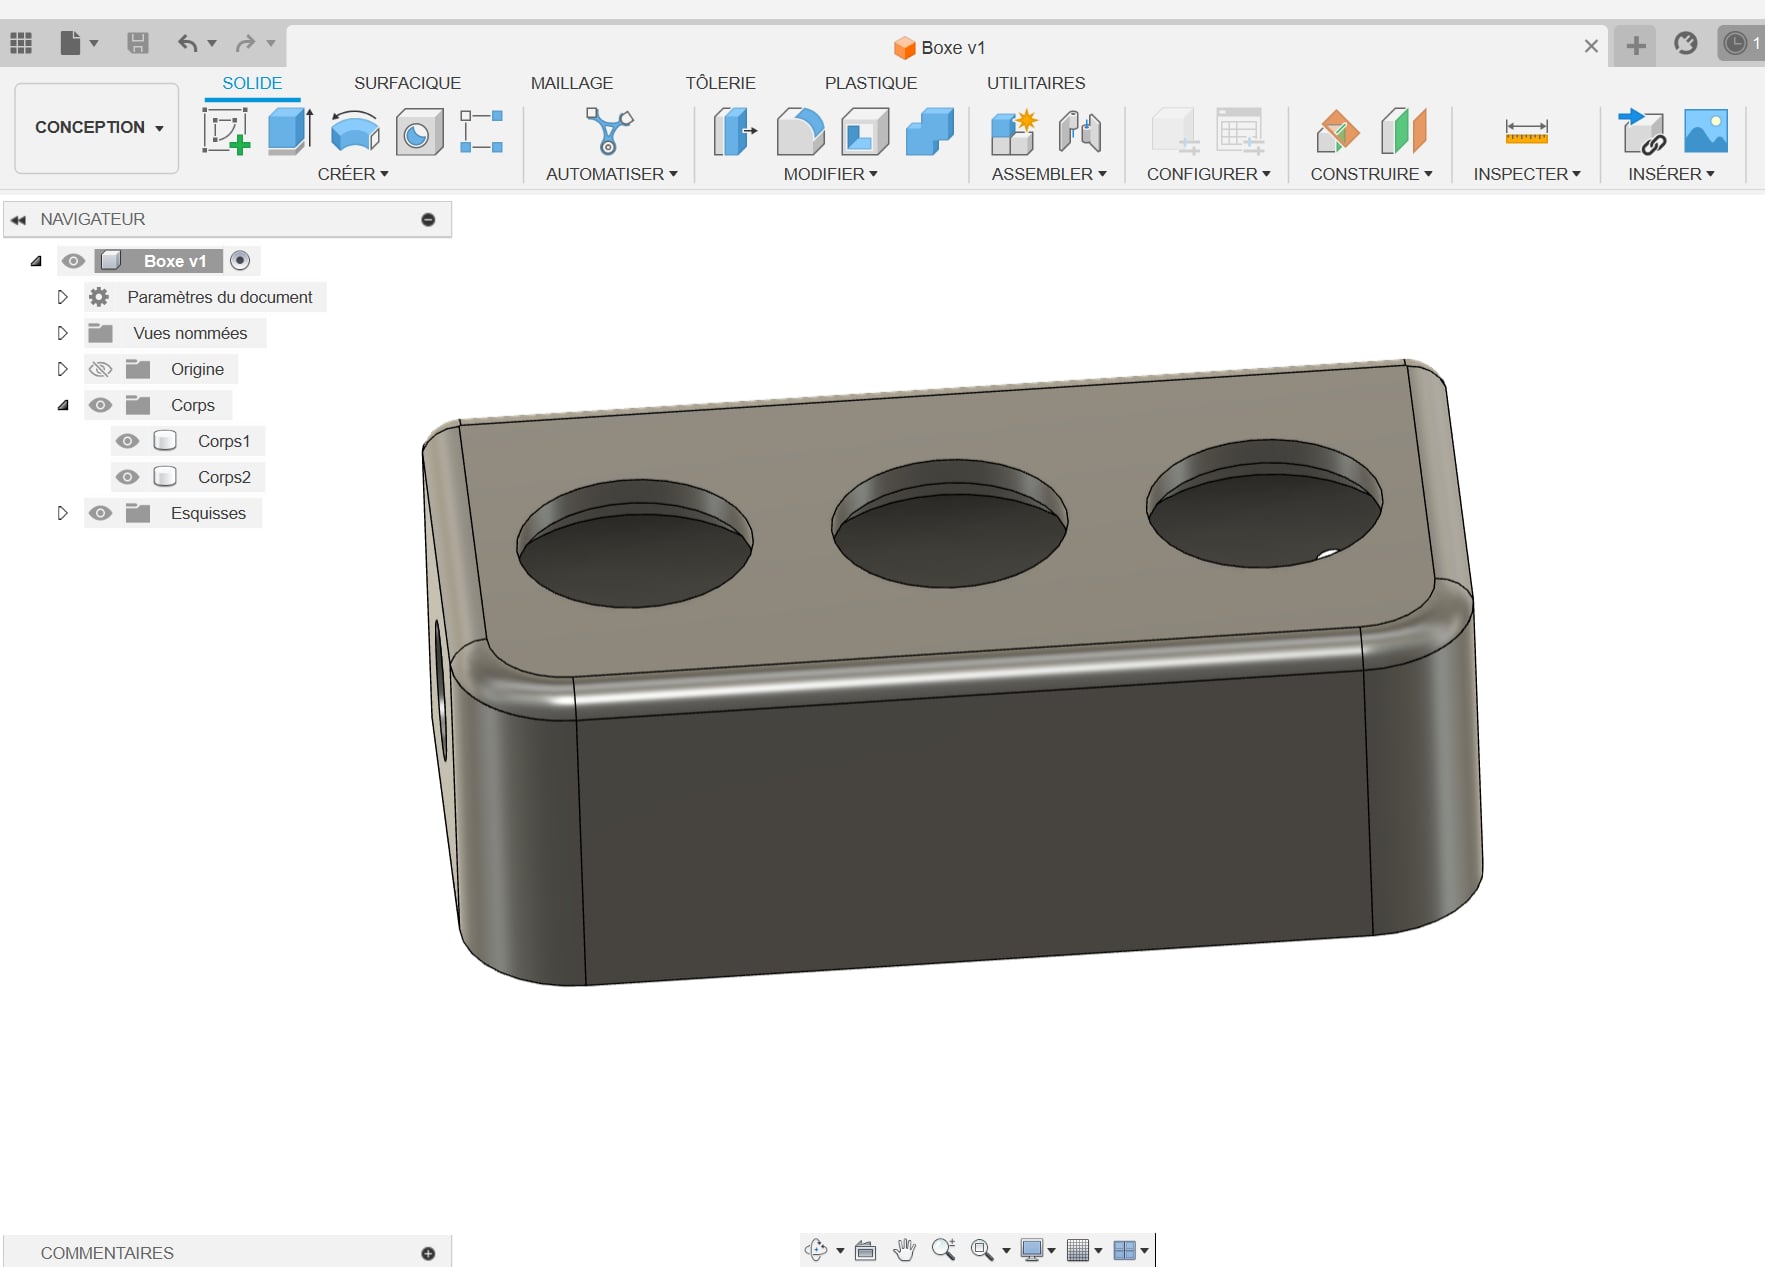 Boxe v1
1
CONCEPTION
SOLIDE SURFACIQUE MAILLAGE TÔLERIE PLASTIQUE UTILITAIRES
CRÉER AUTOMATISER MODIFIER ASSEMBLER CONFIGURER CONSTRUIRE INSPECTER INSÉRER
NAVIGATEUR
Boxe v1
Paramètres du document
Vues nommées
Origine
Corps
Corps1
Corps2
Esquisses
COMMENTAIRES